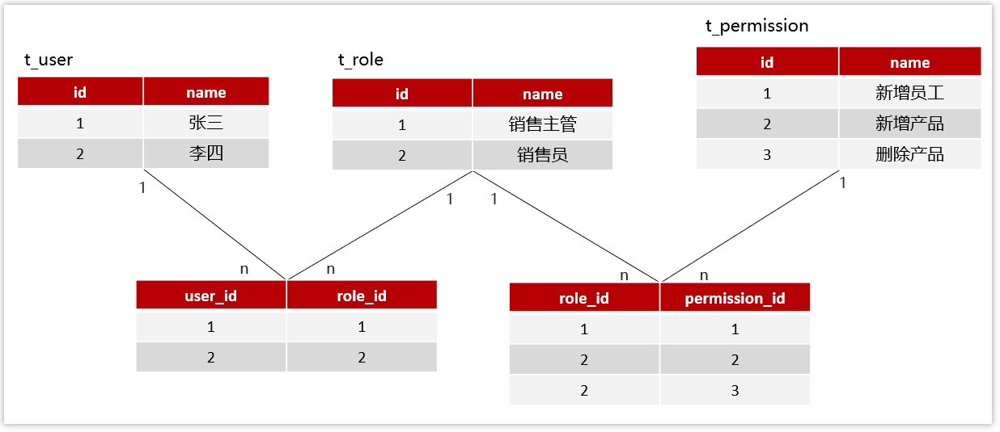 t_user
id name
1 张三
2 李四
t_role
id name
1 销售主管
2 销售员
t_permission
id name
1 新增员工
2 新增产品
3 删除产品
1 1 1 1
n n n n
user_id role_id
1 1
2 2
role_id permission_id
1 1
2 2
2 3